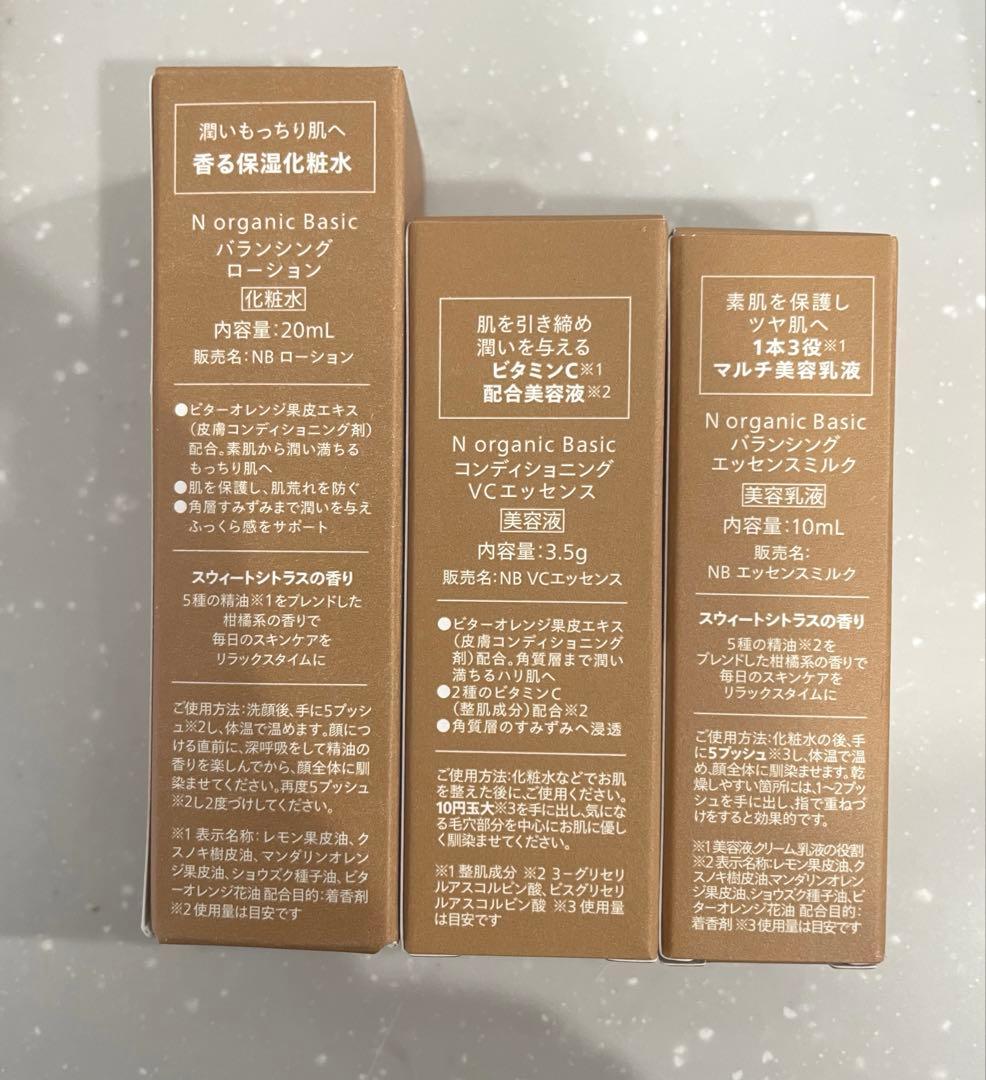 潤いもっちり肌へ
香る保湿化粧水
N organic Basic
バランシング
ローション
化粧水
内容量:20mL
販売名:NB ローション
●ビターオレンジ果皮エキス
(皮膚コンディショニング剤)
配合。素肌から潤い満ちる
もっちり肌へ
●肌を保護し、肌荒れを防ぐ
●角層すみずみまで潤いを与え
ふっくら感をサポート
スウィートシトラスの香り
5種の精油※1をブレンドした
柑橘系の香りで
毎日のスキンケアを
リラックスタイムに
ご使用方法:洗顔後、手に5プッシ
ュ※2し、体温で温めます。顔につ
ける直前に、深呼吸をして精油の
香りを楽しんでから、顔全体に馴
染ませてください。再度5プッシュ
※2し2度づけしてください。
※1 表示名称:レモン果皮油、ク
スノキ樹皮油、マンダリンオレン
ジ果皮油、ショウズク種子油、ビタ
ーオレンジ花油 配合目的:着香剤
※2 使用量は目安です
肌を引き締め
潤いを与える
ビタミンC※1
配合美容液※2
N organic Basic
コンディショニング
VCエッセンス
美容液
内容量:3.5g
販売名:NB VCエッセンス
●ビターオレンジ果皮エキス
(皮膚コンディショニング
剤)配合。角質層まで潤い
満ちるハリ肌へ
●2種のビタミンC
(整肌成分)配合※2
●角質層のすみずみへ浸透
ご使用方法:化粧水などでお肌
を整えた後に、ご使用ください。
10円玉大※3を手に出し、気にな
る毛穴部分を中心にお肌に優し
く馴染ませてください。
※1 整肌成分 ※2 3-グリセリ
ルアスコルビン酸、ビスグリセリ
ルアスコルビン酸 ※3 使用量
は目安です
素肌を保護し
ツヤ肌へ
1本3役※1
マルチ美容乳液
N organic Basic
バランシング
エッセンスミルク
美容乳液
内容量:10mL
販売名:
NB エッセンスミルク
スウィートシトラスの香り
5種の精油※2を
ブレンドした柑橘系の香りで
毎日のスキンケアを
リラックスタイムに
ご使用方法:化粧水の後、手
に5プッシュ※3し、体温で温
め、顔全体に馴染ませます。乾
燥しやすい箇所には、1~2プッ
シュを手に出し、指で重ねづ
けをすると効果的です。
※1 美容液、クリーム、乳液の役割
※2 表示名称:レモン果皮油、ク
スノキ樹皮油、マンダリンオレン
ジ果皮油、ショウズク種子油、ビ
ターオレンジ花油 配合目的:
着香剤 ※3 使用量は目安です